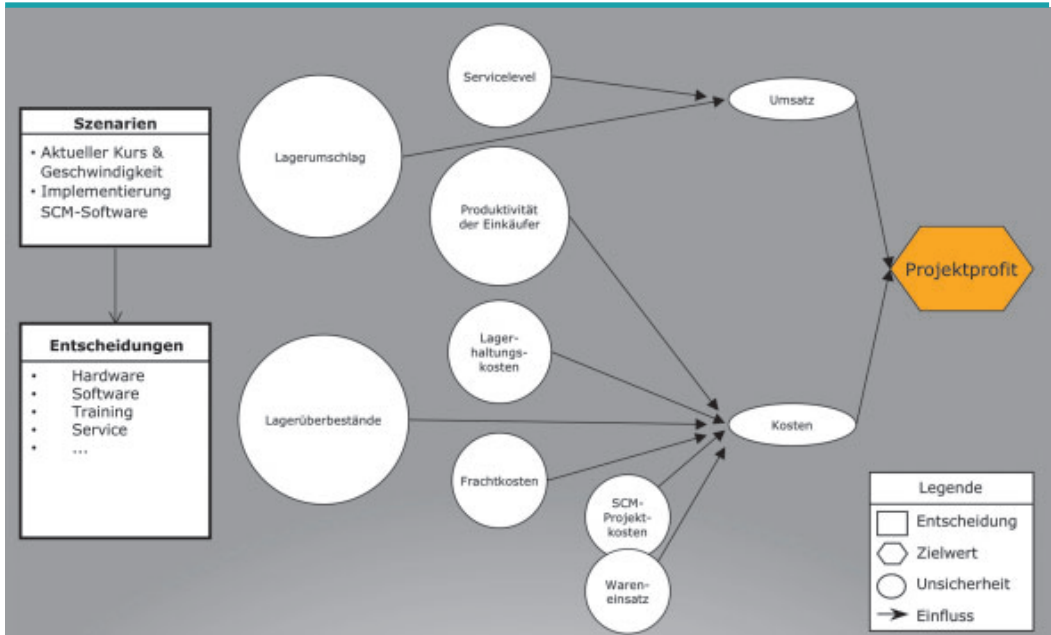 Szenarien
• Aktueller Kurs &
Geschwindigkeit
• Implementierung
SCM-Software
Entscheidungen
• Hardware
• Software
• Training
• Service
• ...
Servicelevel
Lagerumschlag
Produktivität
der Einkäufer
Lager-
haltungs-
kosten
Lagerüberbestände
Frachtkosten
SCM-
Projekt-
kosten
Waren-
einsatz
Umsatz
Kosten
Projektprofit
Legende
Entscheidung
Zielwert
Unsicherheit
Einfluss